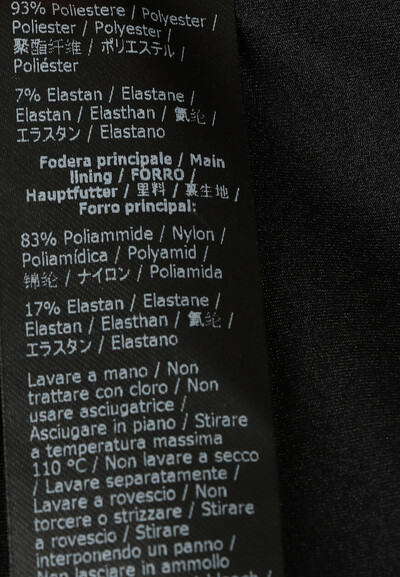 93% Poliestere / Polyester /
Poliester / Polyester /
聚酯纤维 / ポリエステル /
Poliéster
7% Elastan / Elastane /
Elastan / Elasthan / 氨纶 /
エラスタン / Elastano
Fodera principale / Main
lining / FORRO /
Hauptfutter / 里料 / 裏生地 /
Forro principal:
83% Poliammide / Nylon /
Poliamídica / Polyamid /
锦纶 / ナイロン / Poliamida
17% Elastan / Elastane /
Elastan / Elasthan / 氨纶 /
エラスタン / Elastano
Lavare a mano / Non
trattare con cloro / Non
usare asciugatrice /
Asciugare in piano / Stirare
a temperatura massima
110 °C / Non lavare a secco
/ Lavare separatamente /
Lavare a rovescio / Non
torcere o strizzare / Stirare
a rovescio / Stirare
interponendo un panno /
Non lasciare in ammollo